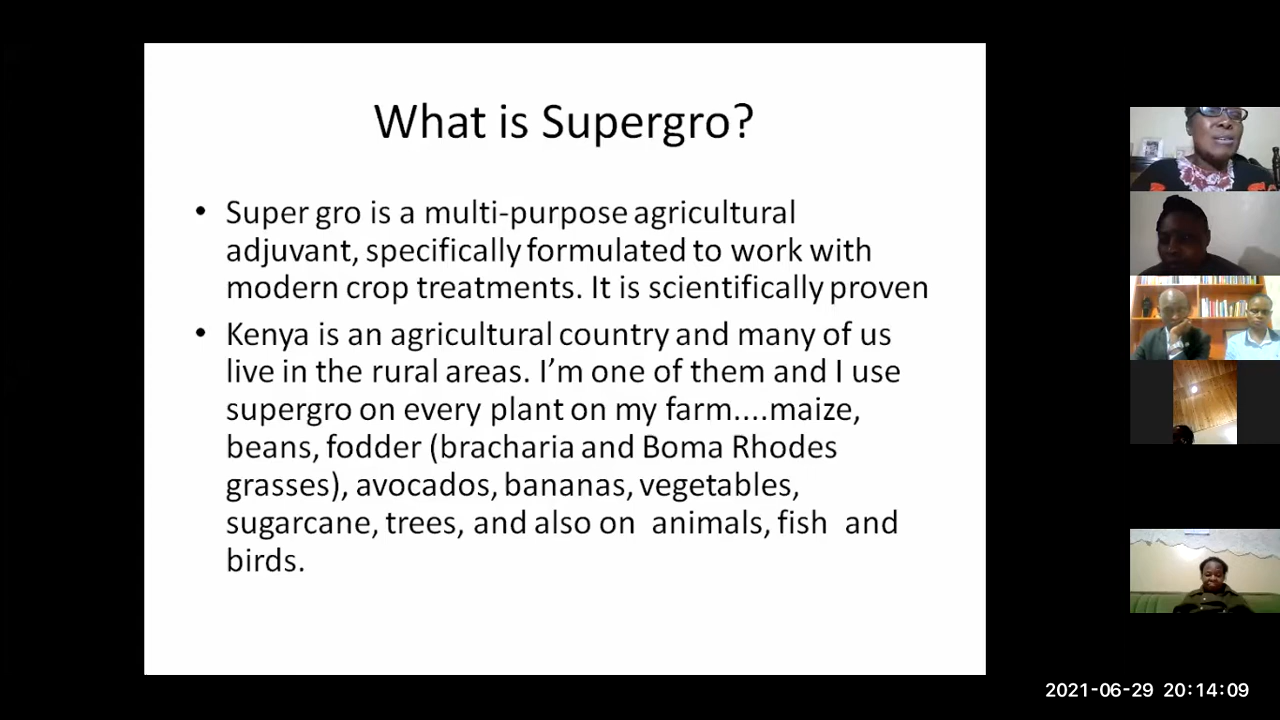 What is Supergro?
• Super gro is a multi-purpose agricultural
adjuvant, specifically formulated to work with
modern crop treatments. It is scientifically proven
• Kenya is an agricultural country and many of us
live in the rural areas. I’m one of them and I use
supergro on every plant on my farm....maize,
beans, fodder (bracharia and Boma Rhodes
grasses), avocados, bananas, vegetables,
sugarcane, trees, and also on animals, fish and
birds.
2021-06-29 20:14:09